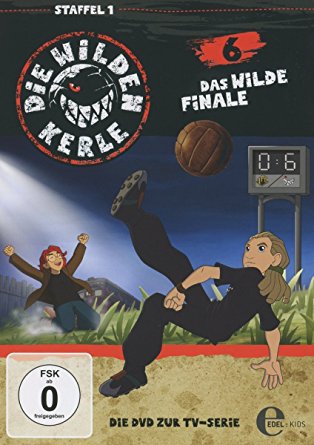 STAFFEL 1
DIE WILDEN
KERLE
6
DAS WILDE
FINALE
0:6
FSK
ab
0
freigegeben
DIE DVD ZUR TV-SERIE
e
EDEL:KIDS